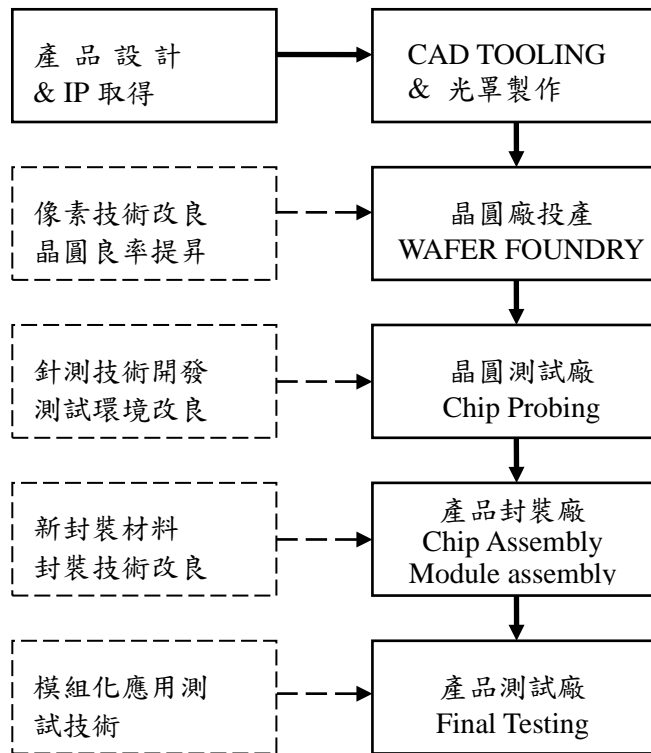 產品設計
& IP 取得
CAD TOOLING
& 光罩製作
像素技術改良
晶圓良率提昇
晶圓廠投產
WAFER FOUNDRY
針測技術開發
測試環境改良
晶圓測試廠
Chip Probing
新封裝材料
封裝技術改良
產品封裝廠
Chip Assembly
Module assembly
模組化應用測
試技術
產品測試廠
Final Testing